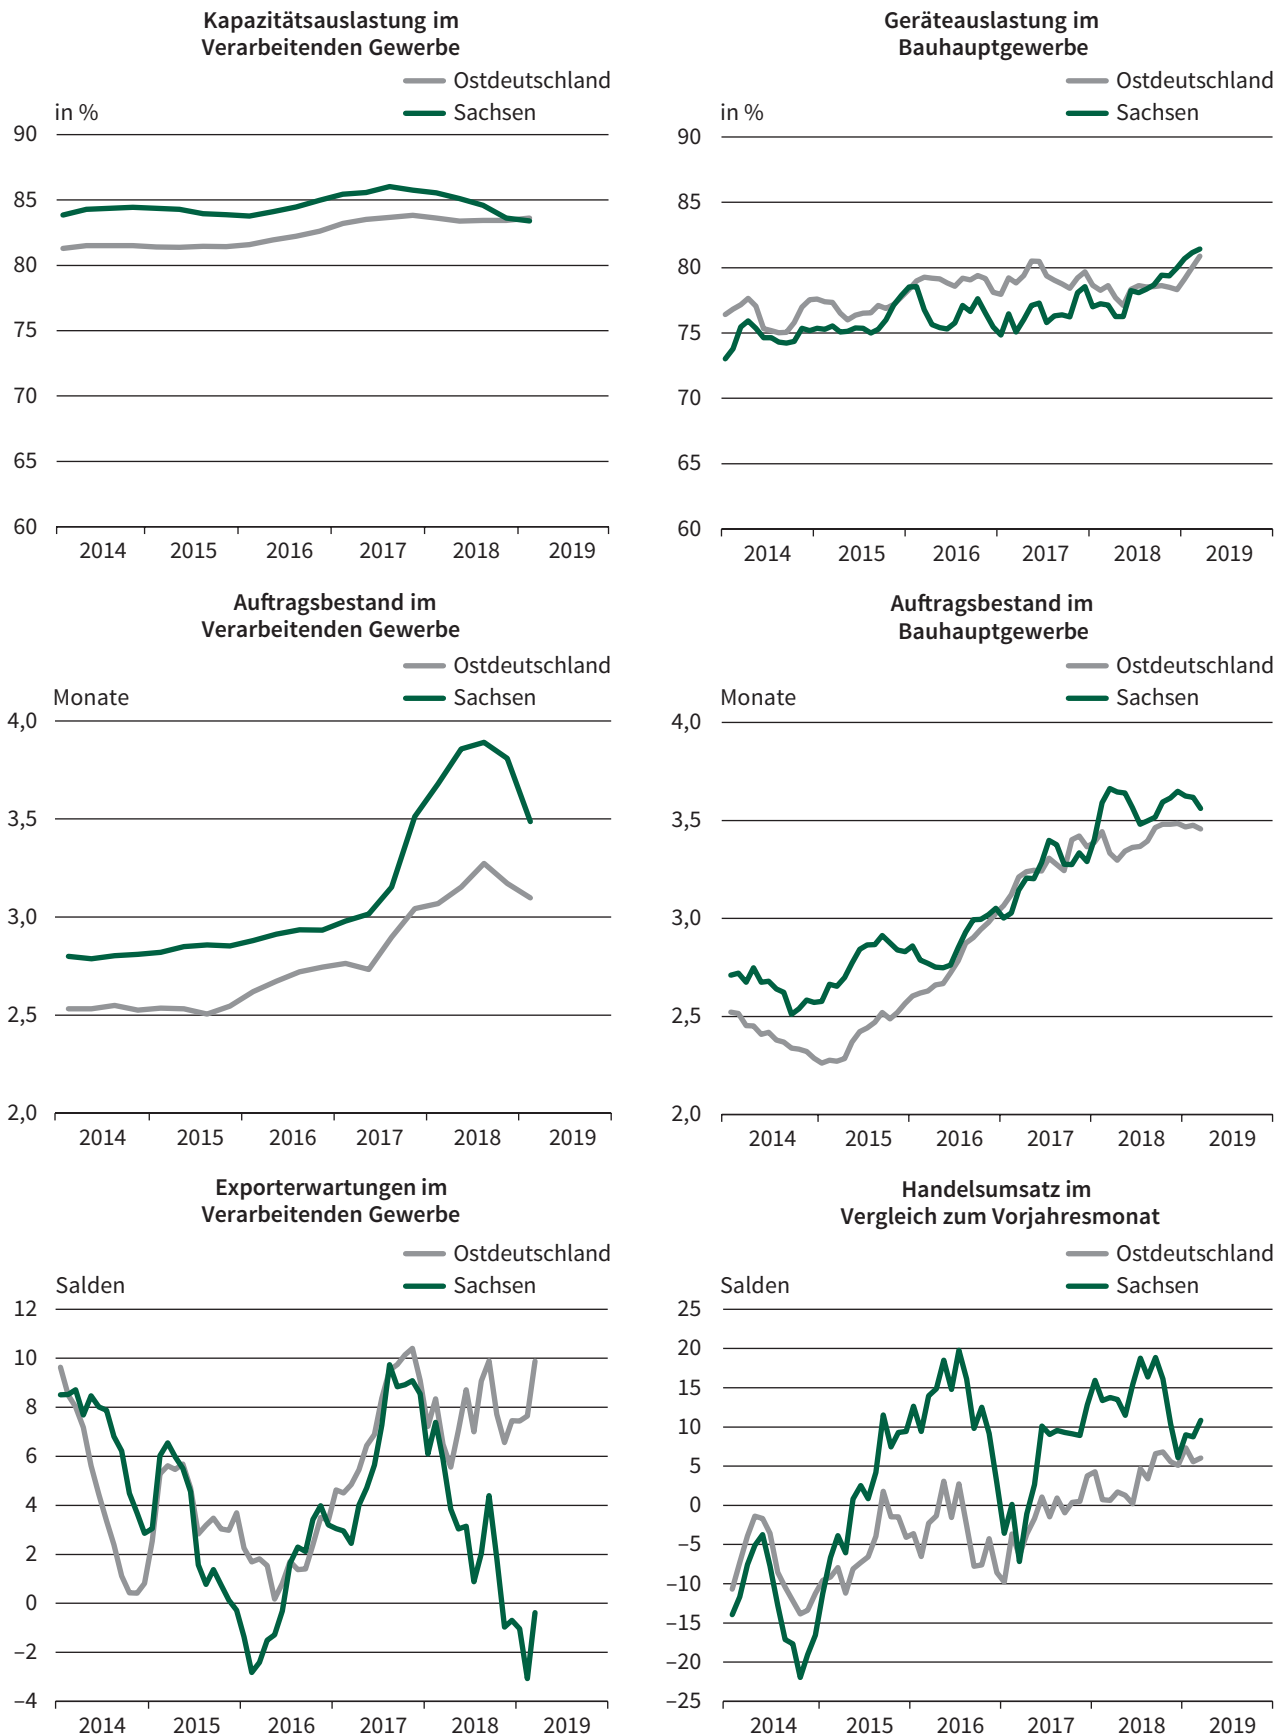 Kapazitätsauslastung im
Verarbeitenden Gewerbe
Ostdeutschland
Sachsen
in %
90
85
80
75
70
65
60
2014 2015 2016 2017 2018 2019
Geräteauslastung im
Bauhauptgewerbe
Ostdeutschland
Sachsen
in %
90
85
80
75
70
65
60
2014 2015 2016 2017 2018 2019
Auftragsbestand im
Verarbeitenden Gewerbe
Ostdeutschland
Sachsen
Monate
4,0
3,5
3,0
2,5
2,0
2014 2015 2016 2017 2018 2019
Auftragsbestand im
Bauhauptgewerbe
Ostdeutschland
Sachsen
Monate
4,0
3,5
3,0
2,5
2,0
2014 2015 2016 2017 2018 2019
Exporterwartungen im
Verarbeitenden Gewerbe
Ostdeutschland
Sachsen
Salden
12
10
8
6
4
2
0
−2
−4
2014 2015 2016 2017 2018 2019
Handelsumsatz im
Vergleich zum Vorjahresmonat
Ostdeutschland
Sachsen
Salden
25
20
15
10
5
0
−5
−10
−15
−20
−25
2014 2015 2016 2017 2018 2019